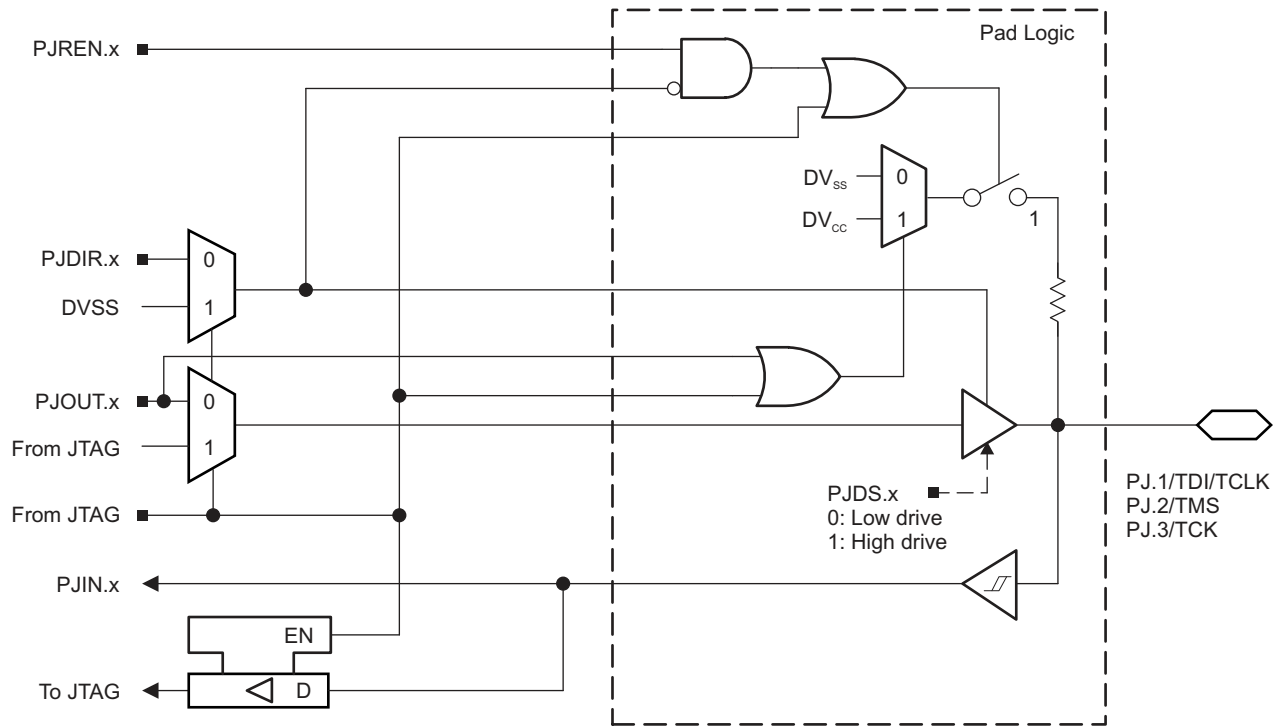 Pad Logic
PJREN.x
DVSS
0
DVCC
1
1
PJDIR.x
0
DVSS
1
PJOUT.x
0
From JTAG
1
From JTAG
PJDS.x
0: Low drive
1: High drive
PJ.1/TDI/TCLK
PJ.2/TMS
PJ.3/TCK
PJIN.x
EN
To JTAG
D